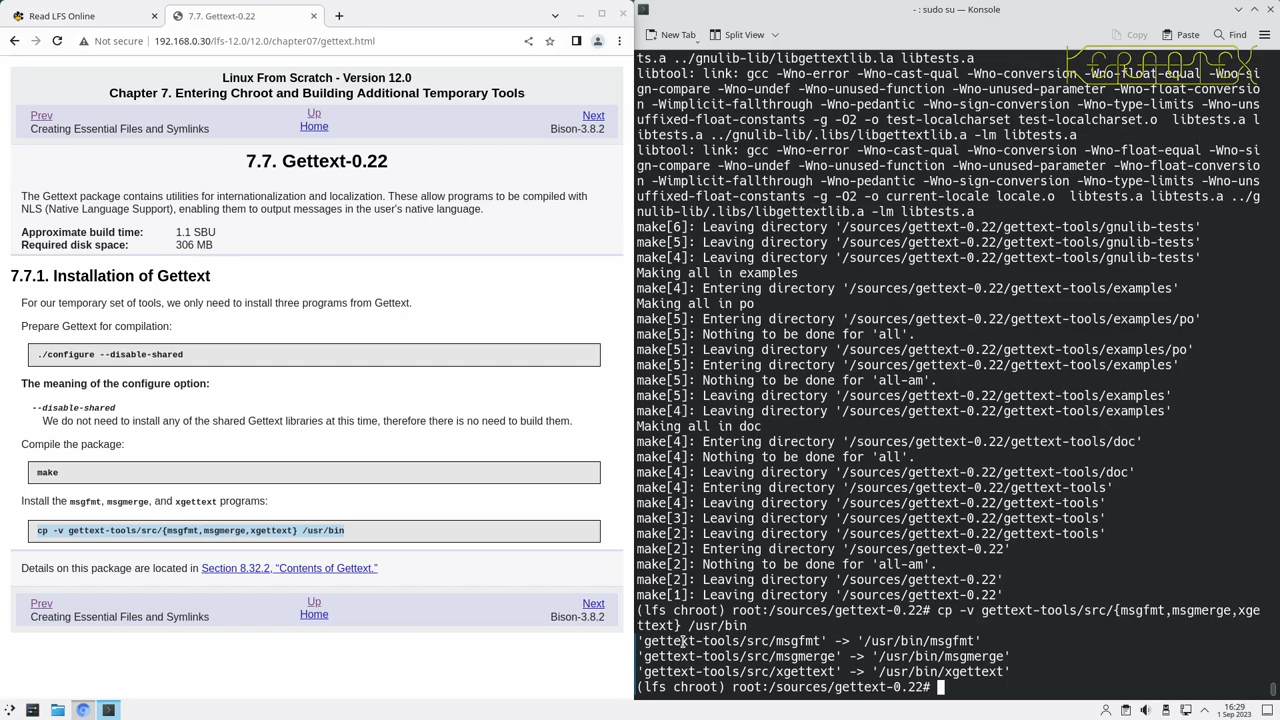 Read LFS Online
7.7. Gettext-0.22
Not secure
192.168.0.30/lfs-12.0/12.0/chapter07/gettext.html
Linux From Scratch - Version 12.0
Chapter 7. Entering Chroot and Building Additional Temporary Tools
Prev
Up
Next
Creating Essential Files and Symlinks
Home
Bison-3.8.2
7.7. Gettext-0.22
The Gettext package contains utilities for internationalization and localization. These allow programs to be compiled with
NLS (Native Language Support), enabling them to output messages in the user's native language.
Approximate build time: 1.1 SBU
Required disk space: 306 MB
7.7.1. Installation of Gettext
For our temporary set of tools, we only need to install three programs from Gettext.
Prepare Gettext for compilation:
./configure --disable-shared
The meaning of the configure option:
--disable-shared
We do not need to install any of the shared Gettext libraries at this time, therefore there is no need to build them.
Compile the package:
make
Install the msgfmt, msgmerge, and xgettext programs:
cp -v gettext-tools/src/{msgfmt,msgmerge,xgettext} /usr/bin
Details on this package are located in Section 8.32.2, “Contents of Gettext.”
Prev
Up
Next
Creating Essential Files and Symlinks
Home
Bison-3.8.2
- : sudo su — Konsole
New Tab
Split View
Copy
Paste
Find
ts.a ../gnulib-lib/libgettextlib.la libtests.a
libtool: link: gcc -Wno-error -Wno-cast-qual -Wno-conversion -Wno-float-equal -Wno-si
gn-compare -Wno-undef -Wno-unused-function -Wno-unused-parameter -Wno-float-conversio
n -Wimplicit-fallthrough -Wno-pedantic -Wno-sign-conversion -Wno-type-limits -Wno-uns
uffixed-float-constants -g -O2 -o test-localcharset test-localcharset.o  libtests.a l
ibtests.a ../gnulib-lib/.libs/libgettextlib.a -lm libtests.a
libtool: link: gcc -Wno-error -Wno-cast-qual -Wno-conversion -Wno-float-equal -Wno-si
gn-compare -Wno-undef -Wno-unused-function -Wno-unused-parameter -Wno-float-conversio
n -Wimplicit-fallthrough -Wno-pedantic -Wno-sign-conversion -Wno-type-limits -Wno-uns
uffixed-float-constants -g -O2 -o current-locale locale.o  libtests.a libtests.a ../g
nulib-lib/.libs/libgettextlib.a -lm libtests.a
make[6]: Leaving directory '/sources/gettext-0.22/gettext-tools/gnulib-tests'
make[5]: Leaving directory '/sources/gettext-0.22/gettext-tools/gnulib-tests'
make[4]: Leaving directory '/sources/gettext-0.22/gettext-tools/gnulib-tests'
Making all in examples
make[4]: Entering directory '/sources/gettext-0.22/gettext-tools/examples'
Making all in po
make[5]: Entering directory '/sources/gettext-0.22/gettext-tools/examples/po'
make[5]: Nothing to be done for 'all'.
make[5]: Leaving directory '/sources/gettext-0.22/gettext-tools/examples/po'
make[5]: Entering directory '/sources/gettext-0.22/gettext-tools/examples'
make[5]: Nothing to be done for 'all-am'.
make[5]: Leaving directory '/sources/gettext-0.22/gettext-tools/examples'
make[4]: Leaving directory '/sources/gettext-0.22/gettext-tools/examples'
Making all in doc
make[4]: Entering directory '/sources/gettext-0.22/gettext-tools/doc'
make[4]: Nothing to be done for 'all'.
make[4]: Leaving directory '/sources/gettext-0.22/gettext-tools/doc'
make[4]: Entering directory '/sources/gettext-0.22/gettext-tools'
make[4]: Leaving directory '/sources/gettext-0.22/gettext-tools'
make[3]: Leaving directory '/sources/gettext-0.22/gettext-tools'
make[2]: Leaving directory '/sources/gettext-0.22/gettext-tools'
make[2]: Entering directory '/sources/gettext-0.22'
make[2]: Nothing to be done for 'all-am'.
make[2]: Leaving directory '/sources/gettext-0.22'
make[1]: Leaving directory '/sources/gettext-0.22'
(lfs chroot) root:/sources/gettext-0.22# cp -v gettext-tools/src/{msgfmt,msgmerge,xge
ttext} /usr/bin
'gettext-tools/src/msgfmt' -> '/usr/bin/msgfmt'
'gettext-tools/src/msgmerge' -> '/usr/bin/msgmerge'
'gettext-tools/src/xgettext' -> '/usr/bin/xgettext'
(lfs chroot) root:/sources/gettext-0.22#
16:29
1 Sep 2023